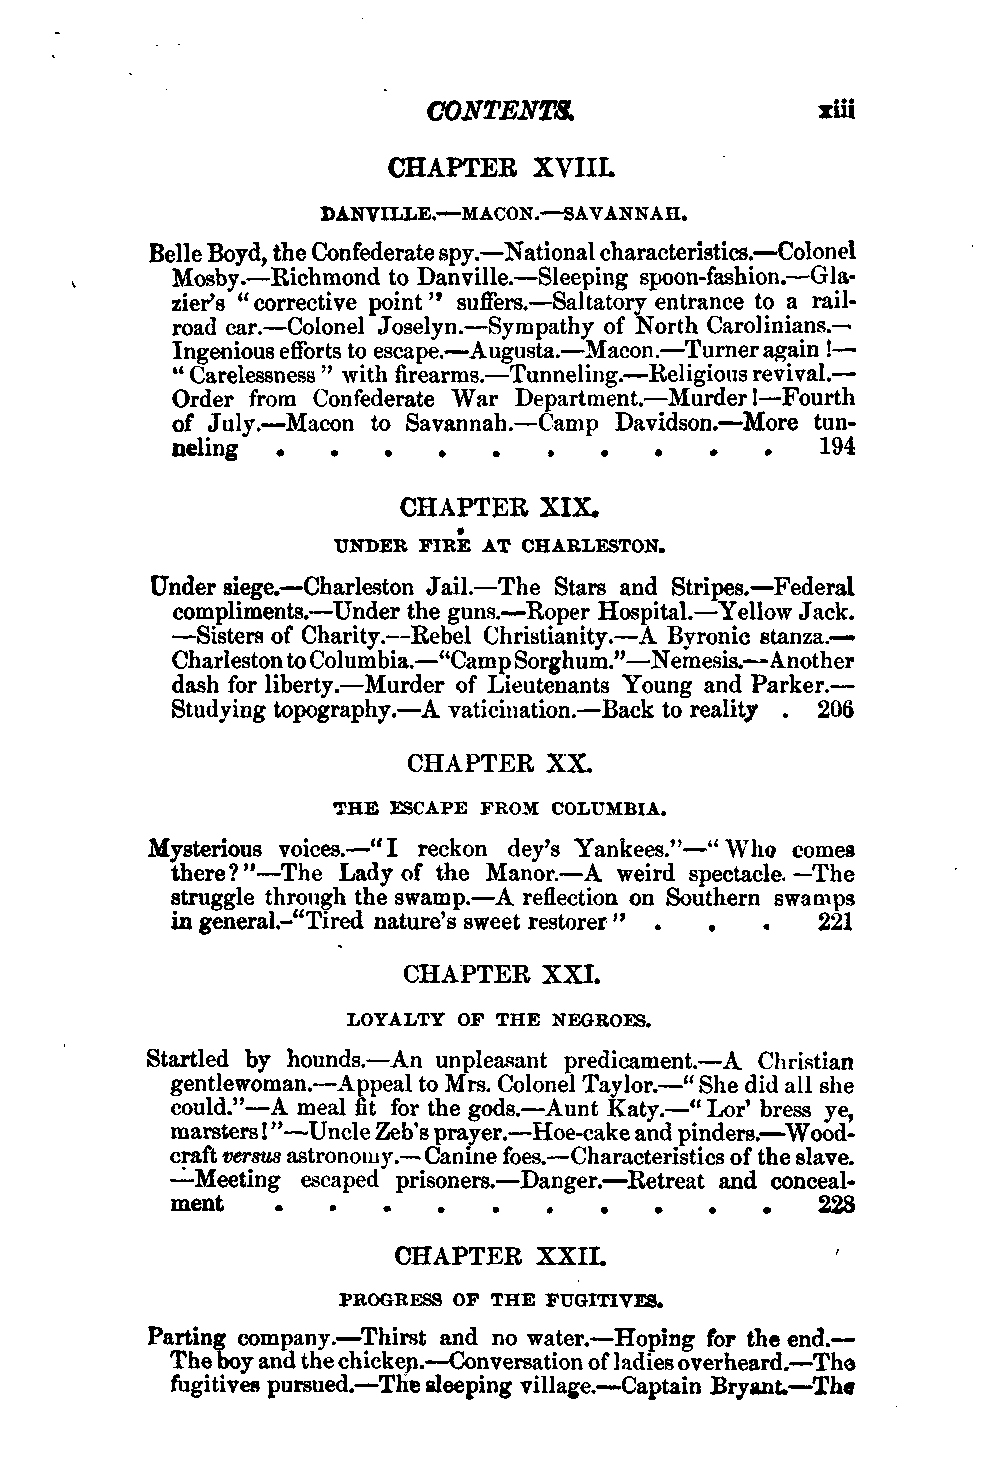 CONTENTS. xiii
CHAPTER XVIII.
DANVILLE.—MACON.—SAVANNAH.
Belle Boyd, the Confederate spy.—National characteristics.—Colonel
Mosby.—Richmond to Danville.—Sleeping spoon-fashion.—Gla-
zier's "corrective point" suffers.—Saltatory entrance to a rail-
road car.—Colonel Joselyn.—Sympathy of North Carolinians.—
Ingenious efforts to escape.—Augusta.—Macon.—Turner again!—
"Carelessness" with firearms.—Tunneling.—Religious revival.—
Order from Confederate War Department.—Murder!—Fourth
of July.—Macon to Savannah.—Camp Davidson.—More tun-
neling . . . . . . . . . . 194
CHAPTER XIX.
UNDER FIRE AT CHARLESTON.
Under siege.—Charleston Jail.—The Stars and Stripes.—Federal
compliments.—Under the guns.—Roper Hospital.—Yellow Jack.
—Sisters of Charity.—Rebel Christianity.—A Byronic stanza.—
Charleston to Columbia.—"Camp Sorghum."—Nemesis.—Another
dash for liberty.—Murder of Lieutenants Young and Parker.—
Studying topography.—A vaticination.—Back to reality . 206
CHAPTER XX.
THE ESCAPE FROM COLUMBIA.
Mysterious voices.—"I reckon dey's Yankees."—"Who comes
there?"—The Lady of the Manor.—A weird spectacle.—The
struggle through the swamp.—A reflection on Southern swamps
in general.—"Tired nature's sweet restorer" . . . 221
CHAPTER XXI.
LOYALTY OF THE NEGROES.
Startled by hounds.—An unpleasant predicament.—A Christian
gentlewoman.—Appeal to Mrs. Colonel Taylor.—"She did all she
could."—A meal fit for the gods.—Aunt Katy.—"Lor' bress ye,
marsters!"—Uncle Zeb's prayer.—Hoe-cake and pinders.—Wood-
craft versus astronomy.—Canine foes.—Characteristics of the slave.
—Meeting escaped prisoners.—Danger.—Retreat and conceal-
ment . . . . . . . . . . 228
CHAPTER XXII.
PROGRESS OF THE FUGITIVES.
Parting company.—Thirst and no water.—Hoping for the end.—
The boy and the chicken.—Conversation of ladies overheard.—The
fugitives pursued.—The sleeping village.—Captain Bryant.—The